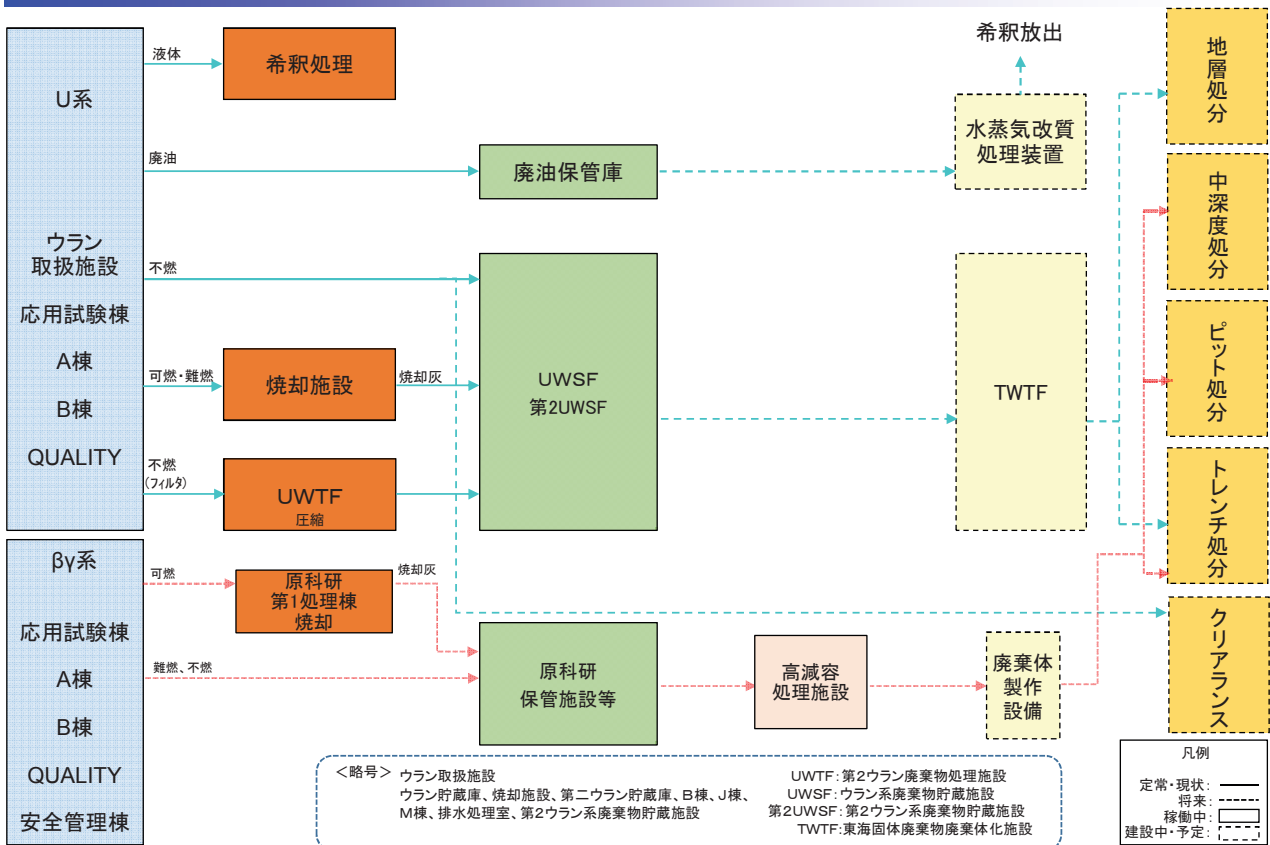 U系
ウラン
取扱施設
応用試験棟
A棟
B棟
QUALITY
液体
希釈処理
廃油
廃油保管庫
水蒸気改質
処理装置
希釈放出
不燃
可燃・難燃
焼却施設
焼却灰
不燃
(フィルタ)
UWTF
圧縮
UWSF
第2UWSF
TWTF
βγ系
応用試験棟
A棟
B棟
QUALITY
安全管理棟
可燃
原科研
第1処理棟
焼却
焼却灰
難燃、不燃
原科研
保管施設等
高減容
処理施設
廃棄体
製作
設備
地層処分
中深度処分
ピット処分
トレンチ処分
クリアランス
<略号> ウラン取扱施設
ウラン貯蔵庫、焼却施設、第二ウラン貯蔵庫、B棟、J棟、
M棟、排水処理室、第2ウラン系廃棄物貯蔵施設
UWTF:第2ウラン廃棄物処理施設
UWSF:ウラン系廃棄物貯蔵施設
第2UWSF:第2ウラン系廃棄物貯蔵施設
TWTF:東海固体廃棄物廃棄体化施設
凡例
定常・現状:
将来:
稼働中:
建設中・予定: